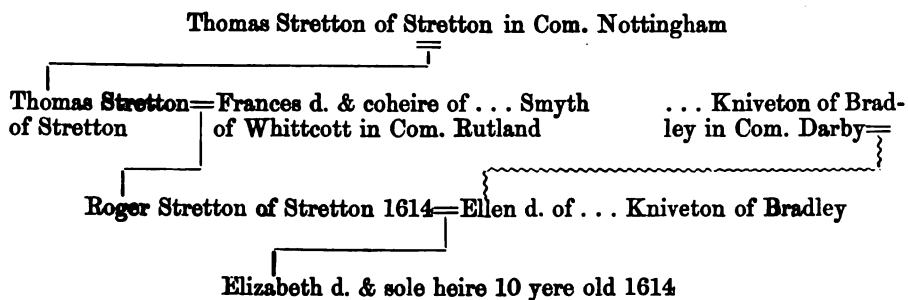 Thomas Stretton of Stretton in Com. Nottingham
Thomas Stretton=Frances d. & coheire of . . . Smyth
of Stretton of Whittcott in Com. Rutland
. . . Kniveton of Brad-
ley in Com. Darby=
Roger Stretton of Stretton 1614=Ellen d. of . . . Kniveton of Bradley
Elizabeth d. & sole heire 10 yere old 1614